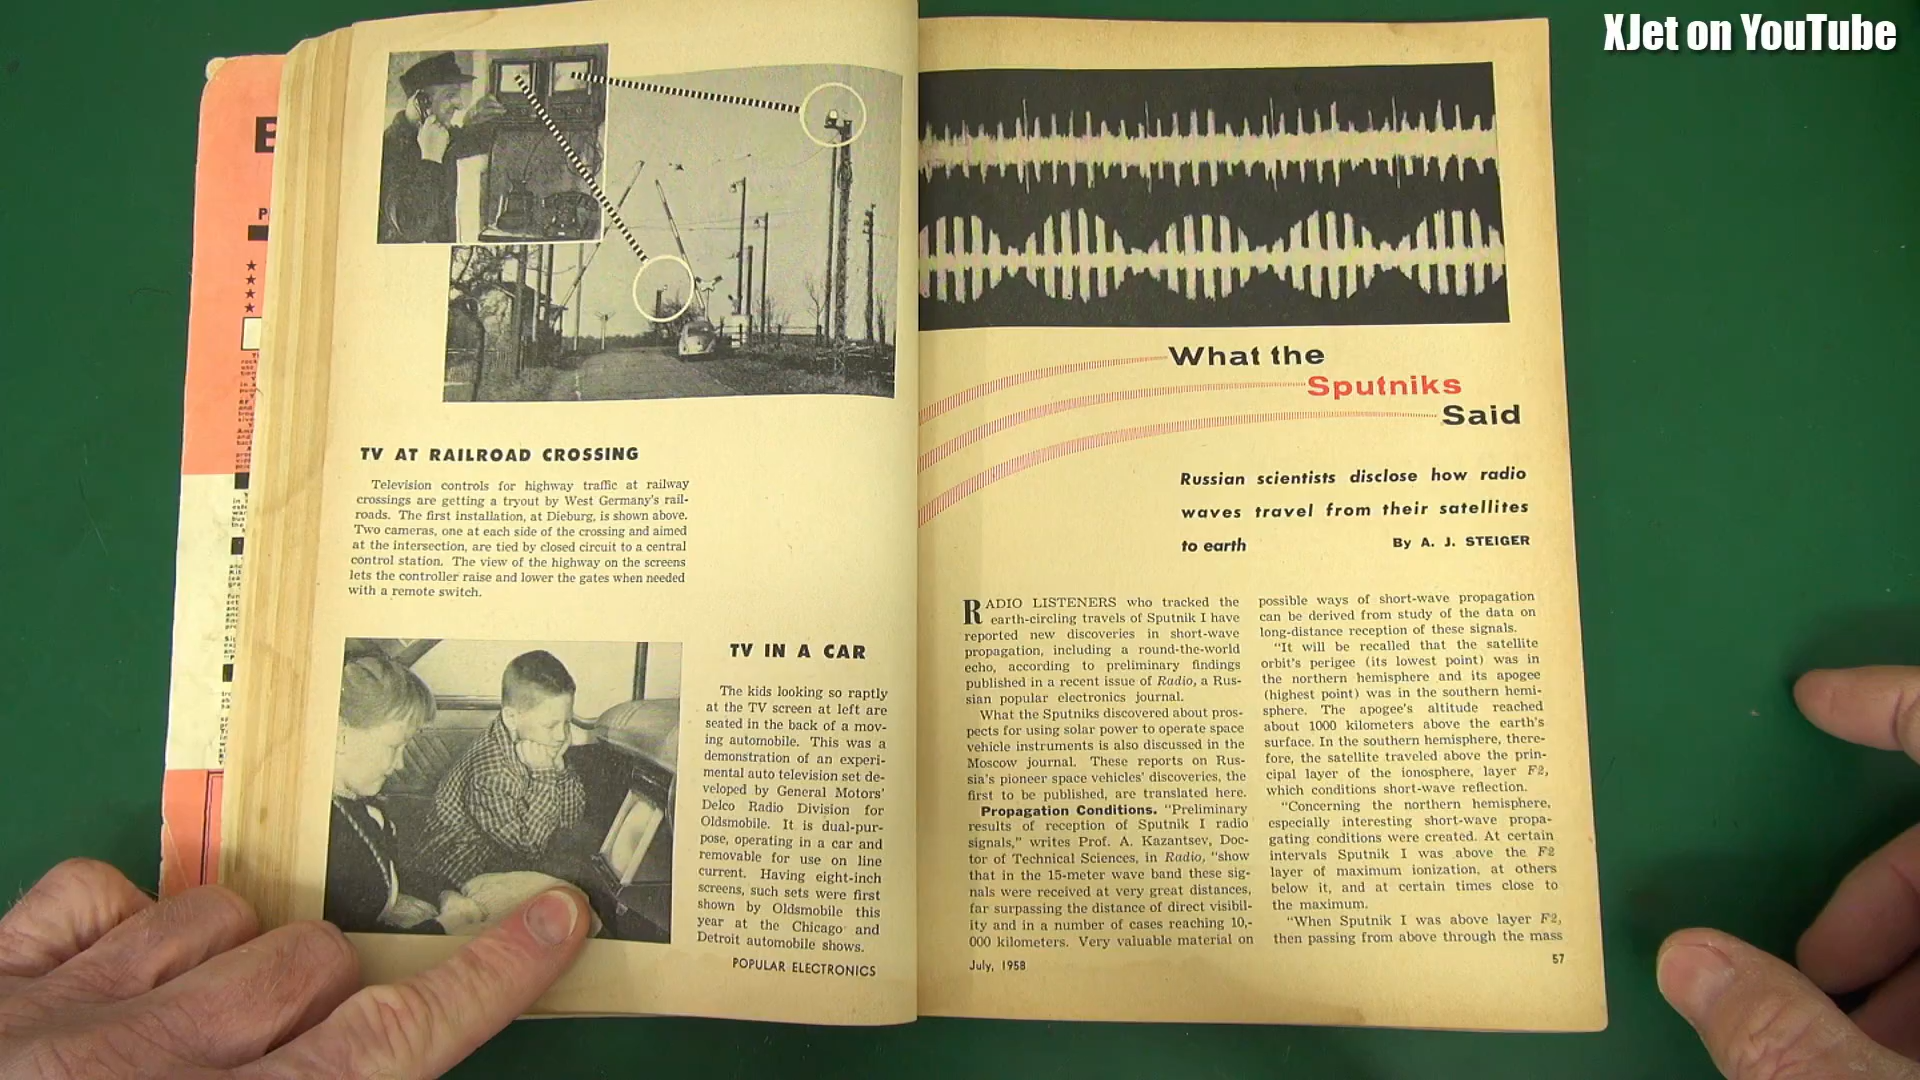 XJet on YouTube
TV AT RAILROAD CROSSING
Television controls for highway traffic at railway
crossings are getting a tryout by West Germany's rail-
roads. The first installation, at Dieburg, is shown above.
Two cameras, one at each side of the crossing and aimed
at the intersection, are tied by closed circuit to a central
control station. The view of the highway on the screens
lets the controller raise and lower the gates when needed
with a remote switch.
TV IN A CAR
The kids looking so raptly
at the TV screen at left are
seated in the back of a mov-
ing automobile. This was a
demonstration of an experi-
mental auto television set de-
veloped by General Motors'
Delco Radio Division for
Oldsmobile. It is dual-pur-
pose, operating in a car and
removable for use on line
current. Having eight-inch
screens, such sets were first
shown by Oldsmobile this
year at the Chicago and
Detroit automobile shows.
POPULAR ELECTRONICS
What the
Sputniks
Said
Russian scientists disclose how radio
waves travel from their satellites
to earth
By A. J. STEIGER
RADIO LISTENERS who tracked the
earth-circling travels of Sputnik I have
reported new discoveries in short-wave
propagation, including a round-the-world
echo, according to preliminary findings
published in a recent issue of Radio, a Rus-
sian popular electronics journal.
What the Sputniks discovered about pros-
pects for using solar power to operate space
vehicle instruments is also discussed in the
Moscow journal. These reports on Rus-
sia's pioneer space vehicles' discoveries, the
first to be published, are translated here.
Propagation Conditions. "Preliminary
results of reception of Sputnik I radio
signals," writes Prof. A. Kazantsev, Doc-
tor of Technical Sciences, in Radio, "show
that in the 15-meter wave band these sig-
nals were received at very great distances,
far surpassing the distance of direct visibil-
ity and in a number of cases reaching 10,-
000 kilometers. Very valuable material on
possible ways of short-wave propagation
can be derived from study of the data on
long-distance reception of these signals.
"It will be recalled that the satellite
orbit's perigee (its lowest point) was in
the northern hemisphere and its apogee
(highest point) was in the southern hemi-
sphere. The apogee's altitude reached
about 1000 kilometers above the earth's
surface. In the southern hemisphere, there-
fore, the satellite traveled above the prin-
cipal layer of the ionosphere, layer F2,
which conditions short-wave reflection.
"Concerning the northern hemisphere,
especially interesting short-wave propa-
gating conditions were created. At certain
intervals Sputnik I was above the F2
layer of maximum ionization, at others
below it, and at certain times close to
the maximum.
"When Sputnik I was above layer F2,
then passing from above through the mass
July, 1958
57